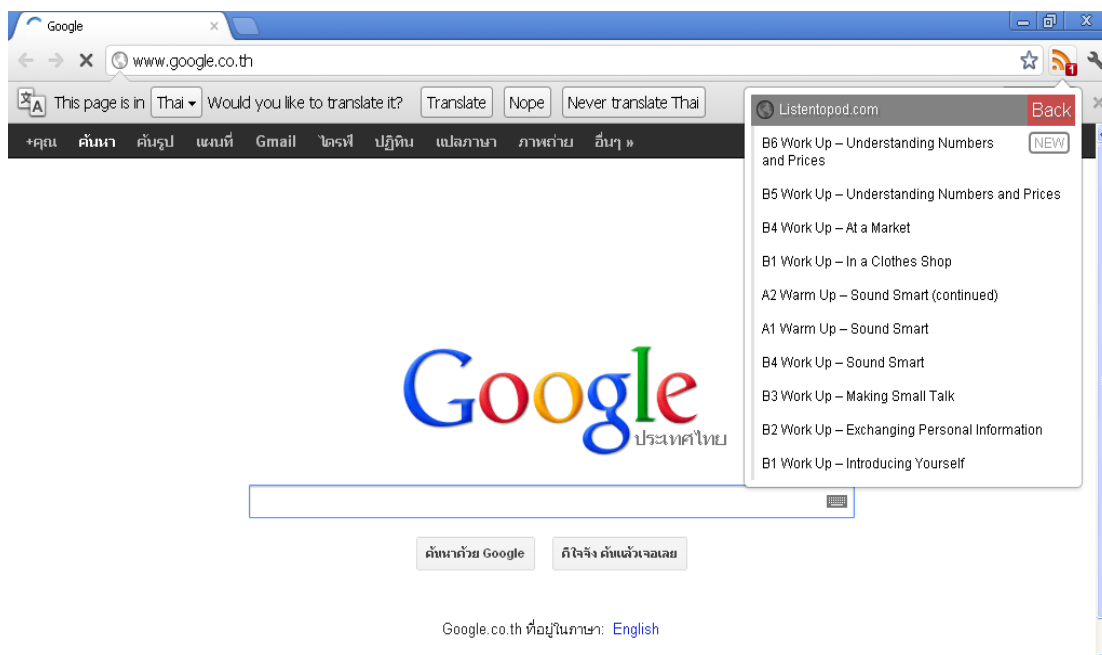 Google
www.google.co.th
1
This page is in Thai Would you like to translate it? Translate Nope Never translate Thai
+คุณ ค้นหา ค้นรูป แผนที่ Gmail ไดรฟ์ ปฏิทิน แปลภาษา ภาพถ่าย อื่นๆ »
Listentopod.com Back
B6 Work Up – Understanding Numbers NEW
and Prices
B5 Work Up – Understanding Numbers and Prices
B4 Work Up – At a Market
B1 Work Up – In a Clothes Shop
A2 Warm Up – Sound Smart (continued)
A1 Warm Up – Sound Smart
B4 Work Up – Sound Smart
B3 Work Up – Making Small Talk
B2 Work Up – Exchanging Personal Information
B1 Work Up – Introducing Yourself
Google
ประเทศไทย
ค้นหาด้วย Google ดีใจจัง ค้นแล้วเจอเลย
Google.co.th ที่อยู่ในภาษา: English